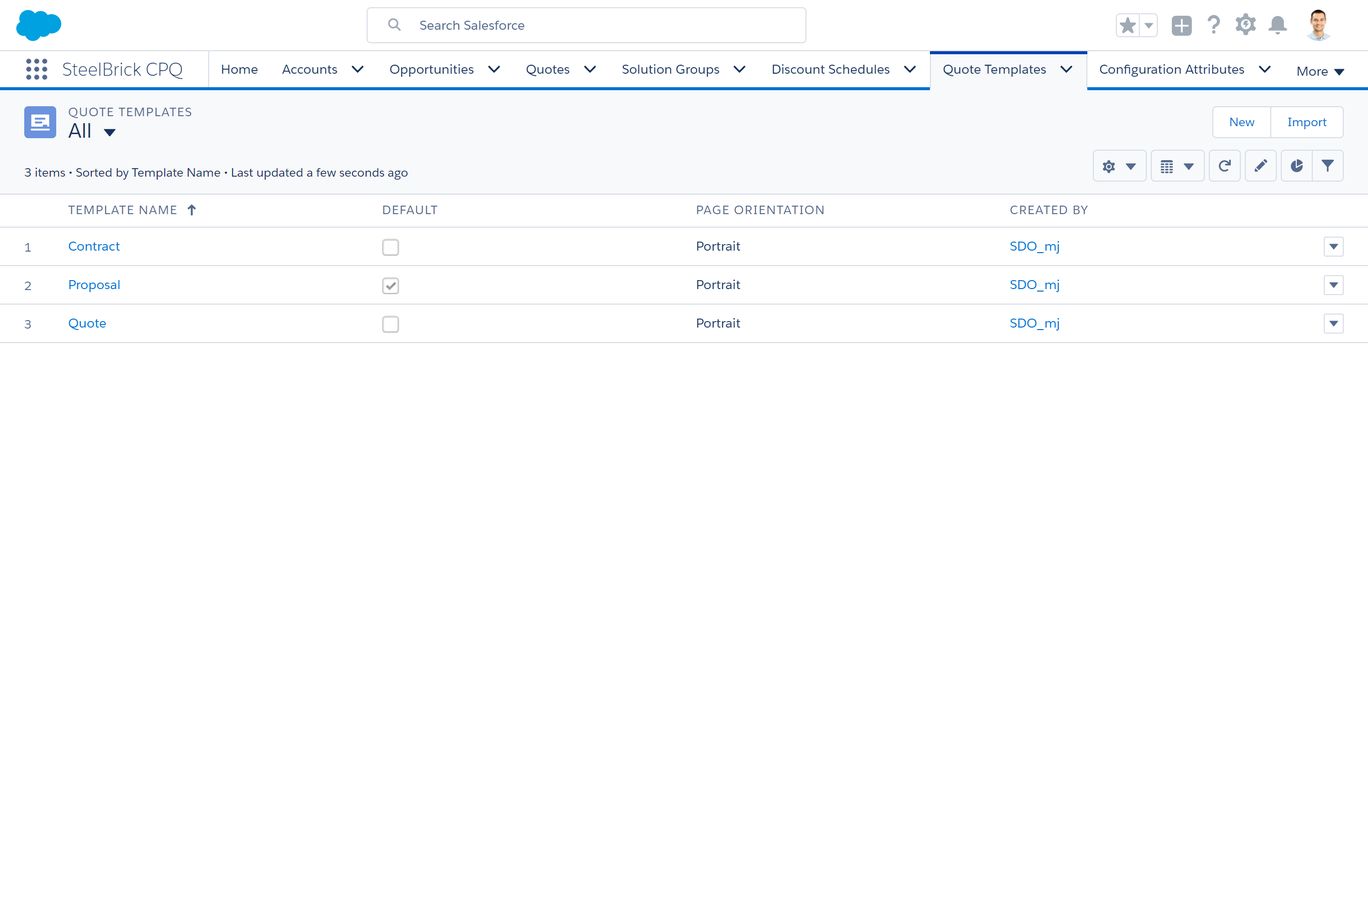 Search Salesforce
SteelBrick CPQ Home Accounts Opportunities Quotes Solution Groups Discount Schedules Quote Templates Configuration Attributes More
QUOTE TEMPLATES
All
New Import
3 items • Sorted by Template Name • Last updated a few seconds ago
TEMPLATE NAME DEFAULT PAGE ORIENTATION CREATED BY
1 Contract Portrait SDO_mj
2 Proposal Portrait SDO_mj
3 Quote Portrait SDO_mj